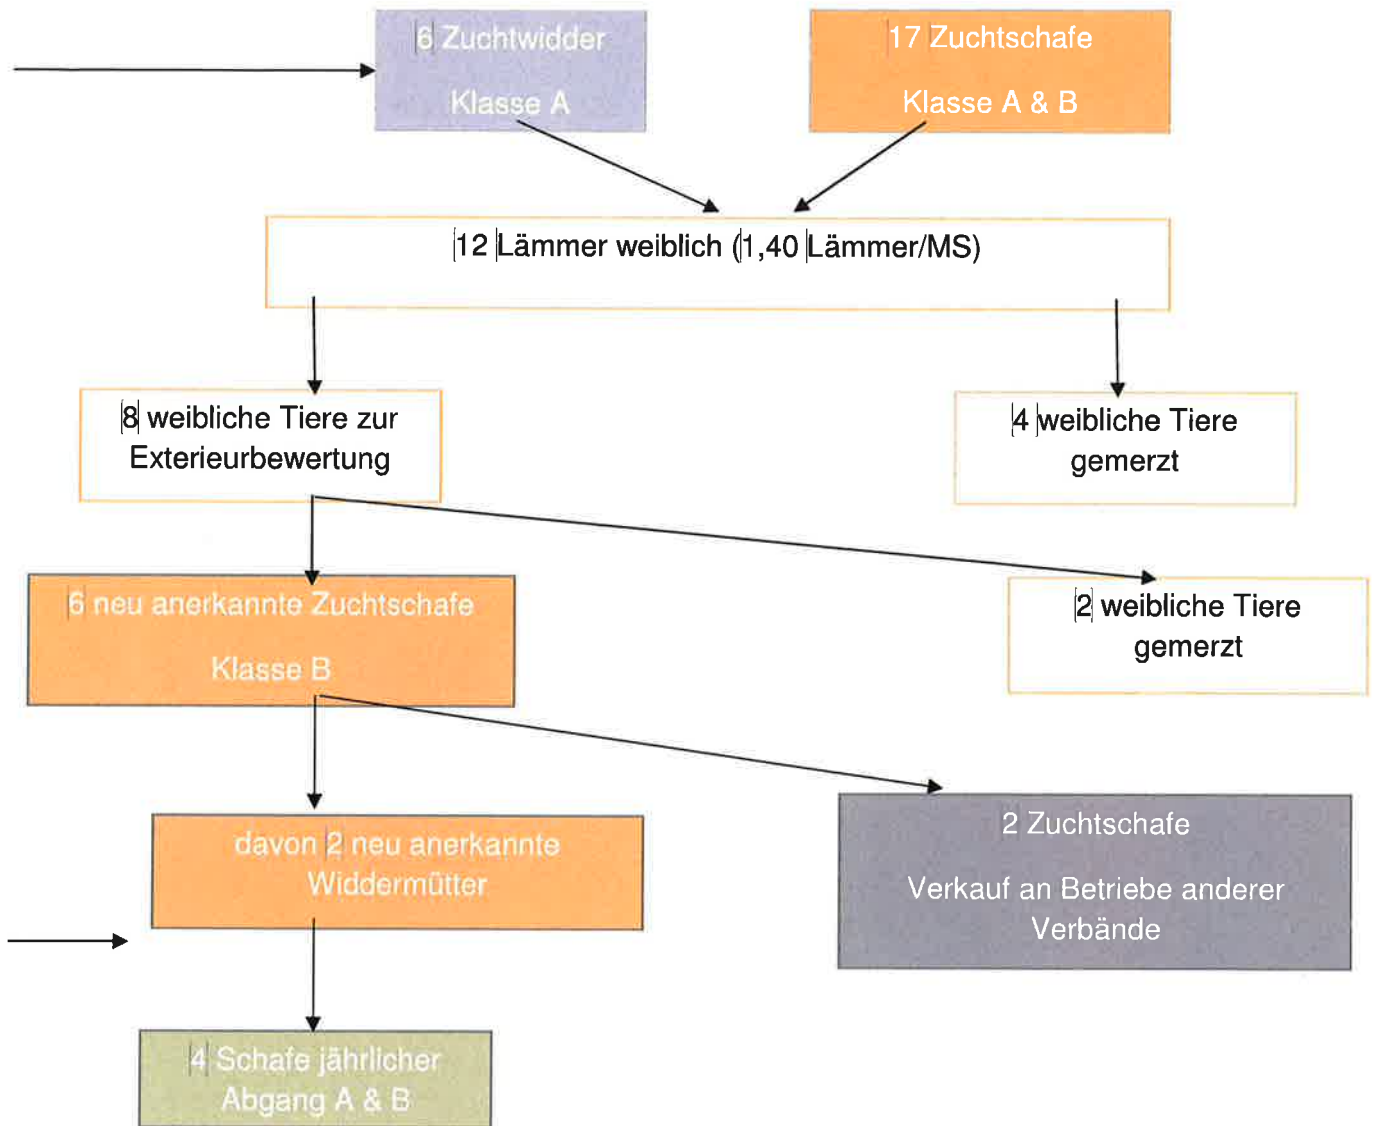 6 Zuchtwidder
Klasse A
17 Zuchtschafe
Klasse A & B
12 Lämmer weiblich (1,40 Lämmer/MS)
8 weibliche Tiere zur
Exterieurbewertung
4 weibliche Tiere
gemerzt
6 neu anerkannte Zuchtschafe
Klasse B
2 weibliche Tiere
gemerzt
davon 2 neu anerkannte
Widdermütter
2 Zuchtschafe
Verkauf an Betriebe anderer
Verbände
4 Schafe jährlicher
Abgang A & B